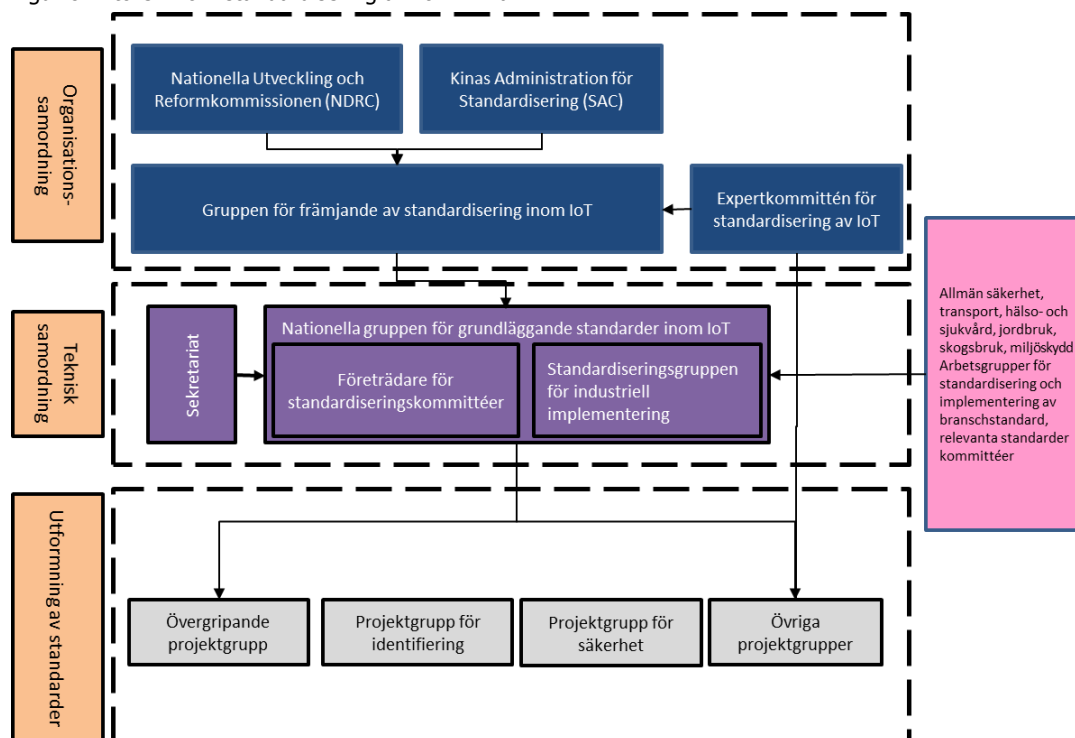 Organisations-
samordning
Nationella Utveckling och
Reformkommissionen (NDRC)
Kinas Administration för
Standardisering (SAC)
Gruppen för främjande av standardisering inom IoT
Expertkommittén för
standardisering av IoT
Allmän säkerhet,
transport, hälso- och
sjukvård, jordbruk,
skogsbruk, miljöskydd
Arbetsgrupper för
standardisering och
implementering av
branschstandard,
relevanta standarder
kommittéer
Teknisk
samordning
Sekretariat
Nationella gruppen för grundläggande standarder inom IoT
Företrädare för
standardiseringskommittéer
Standardiseringsgruppen
för industriell
implementering
Utformning av standarder
Övergripande
projektgrupp
Projektgrupp för
identifiering
Projektgrupp för
säkerhet
Övriga
projektgrupper